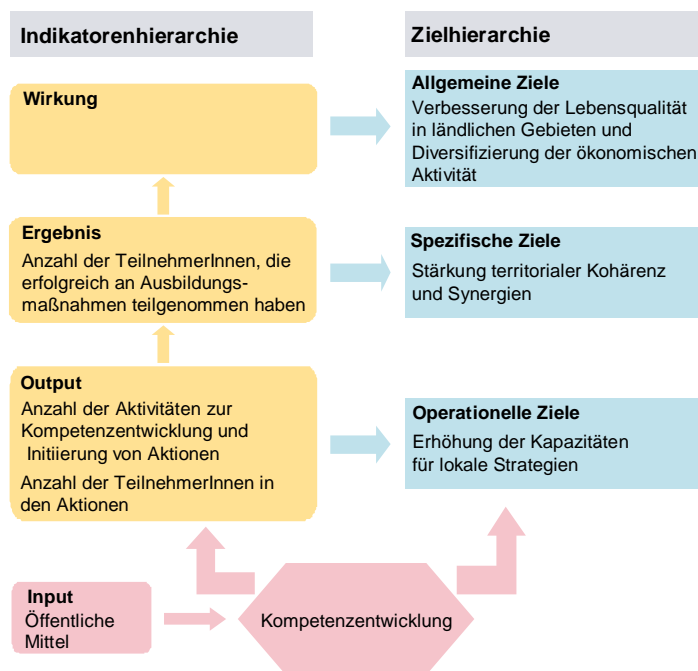 Indikatorenhierarchie
Zielhierarchie
Wirkung
Allgemeine Ziele
Verbesserung der Lebensqualität
in ländlichen Gebieten und
Diversifizierung der ökonomischen
Aktivität
Ergebnis
Anzahl der TeilnehmerInnen, die
erfolgreich an Ausbildungs-
maßnahmen teilgenommen haben
Spezifische Ziele
Stärkung territorialer Kohärenz
und Synergien
Output
Anzahl der Aktivitäten zur
Kompetenzentwicklung und
Initiierung von Aktionen
Anzahl der TeilnehmerInnen in
den Aktionen
Operationelle Ziele
Erhöhung der Kapazitäten
für lokale Strategien
Input
Öffentliche
Mittel
Kompetenzentwicklung